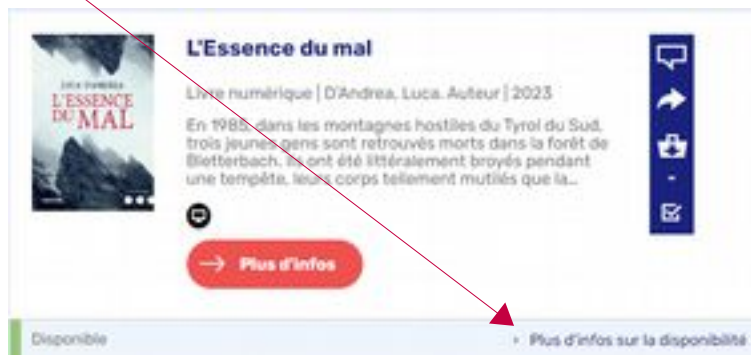 L'Essence du mal
Livre numérique | D'Andrea, Luca. Auteur | 2023
En 1985, dans les montagnes hostiles du Tyrol du Sud,
trois jeunes gens sont retrouvés morts dans la forêt de
Bletterbach. Ils ont été littéralement broyés pendant
une tempête, leurs corps tellement mutilés que la...
LUCA D'ANDREA
L'ESSENCE
DU MAL
Plus d'infos
Disponible
› Plus d'infos sur la disponibilité